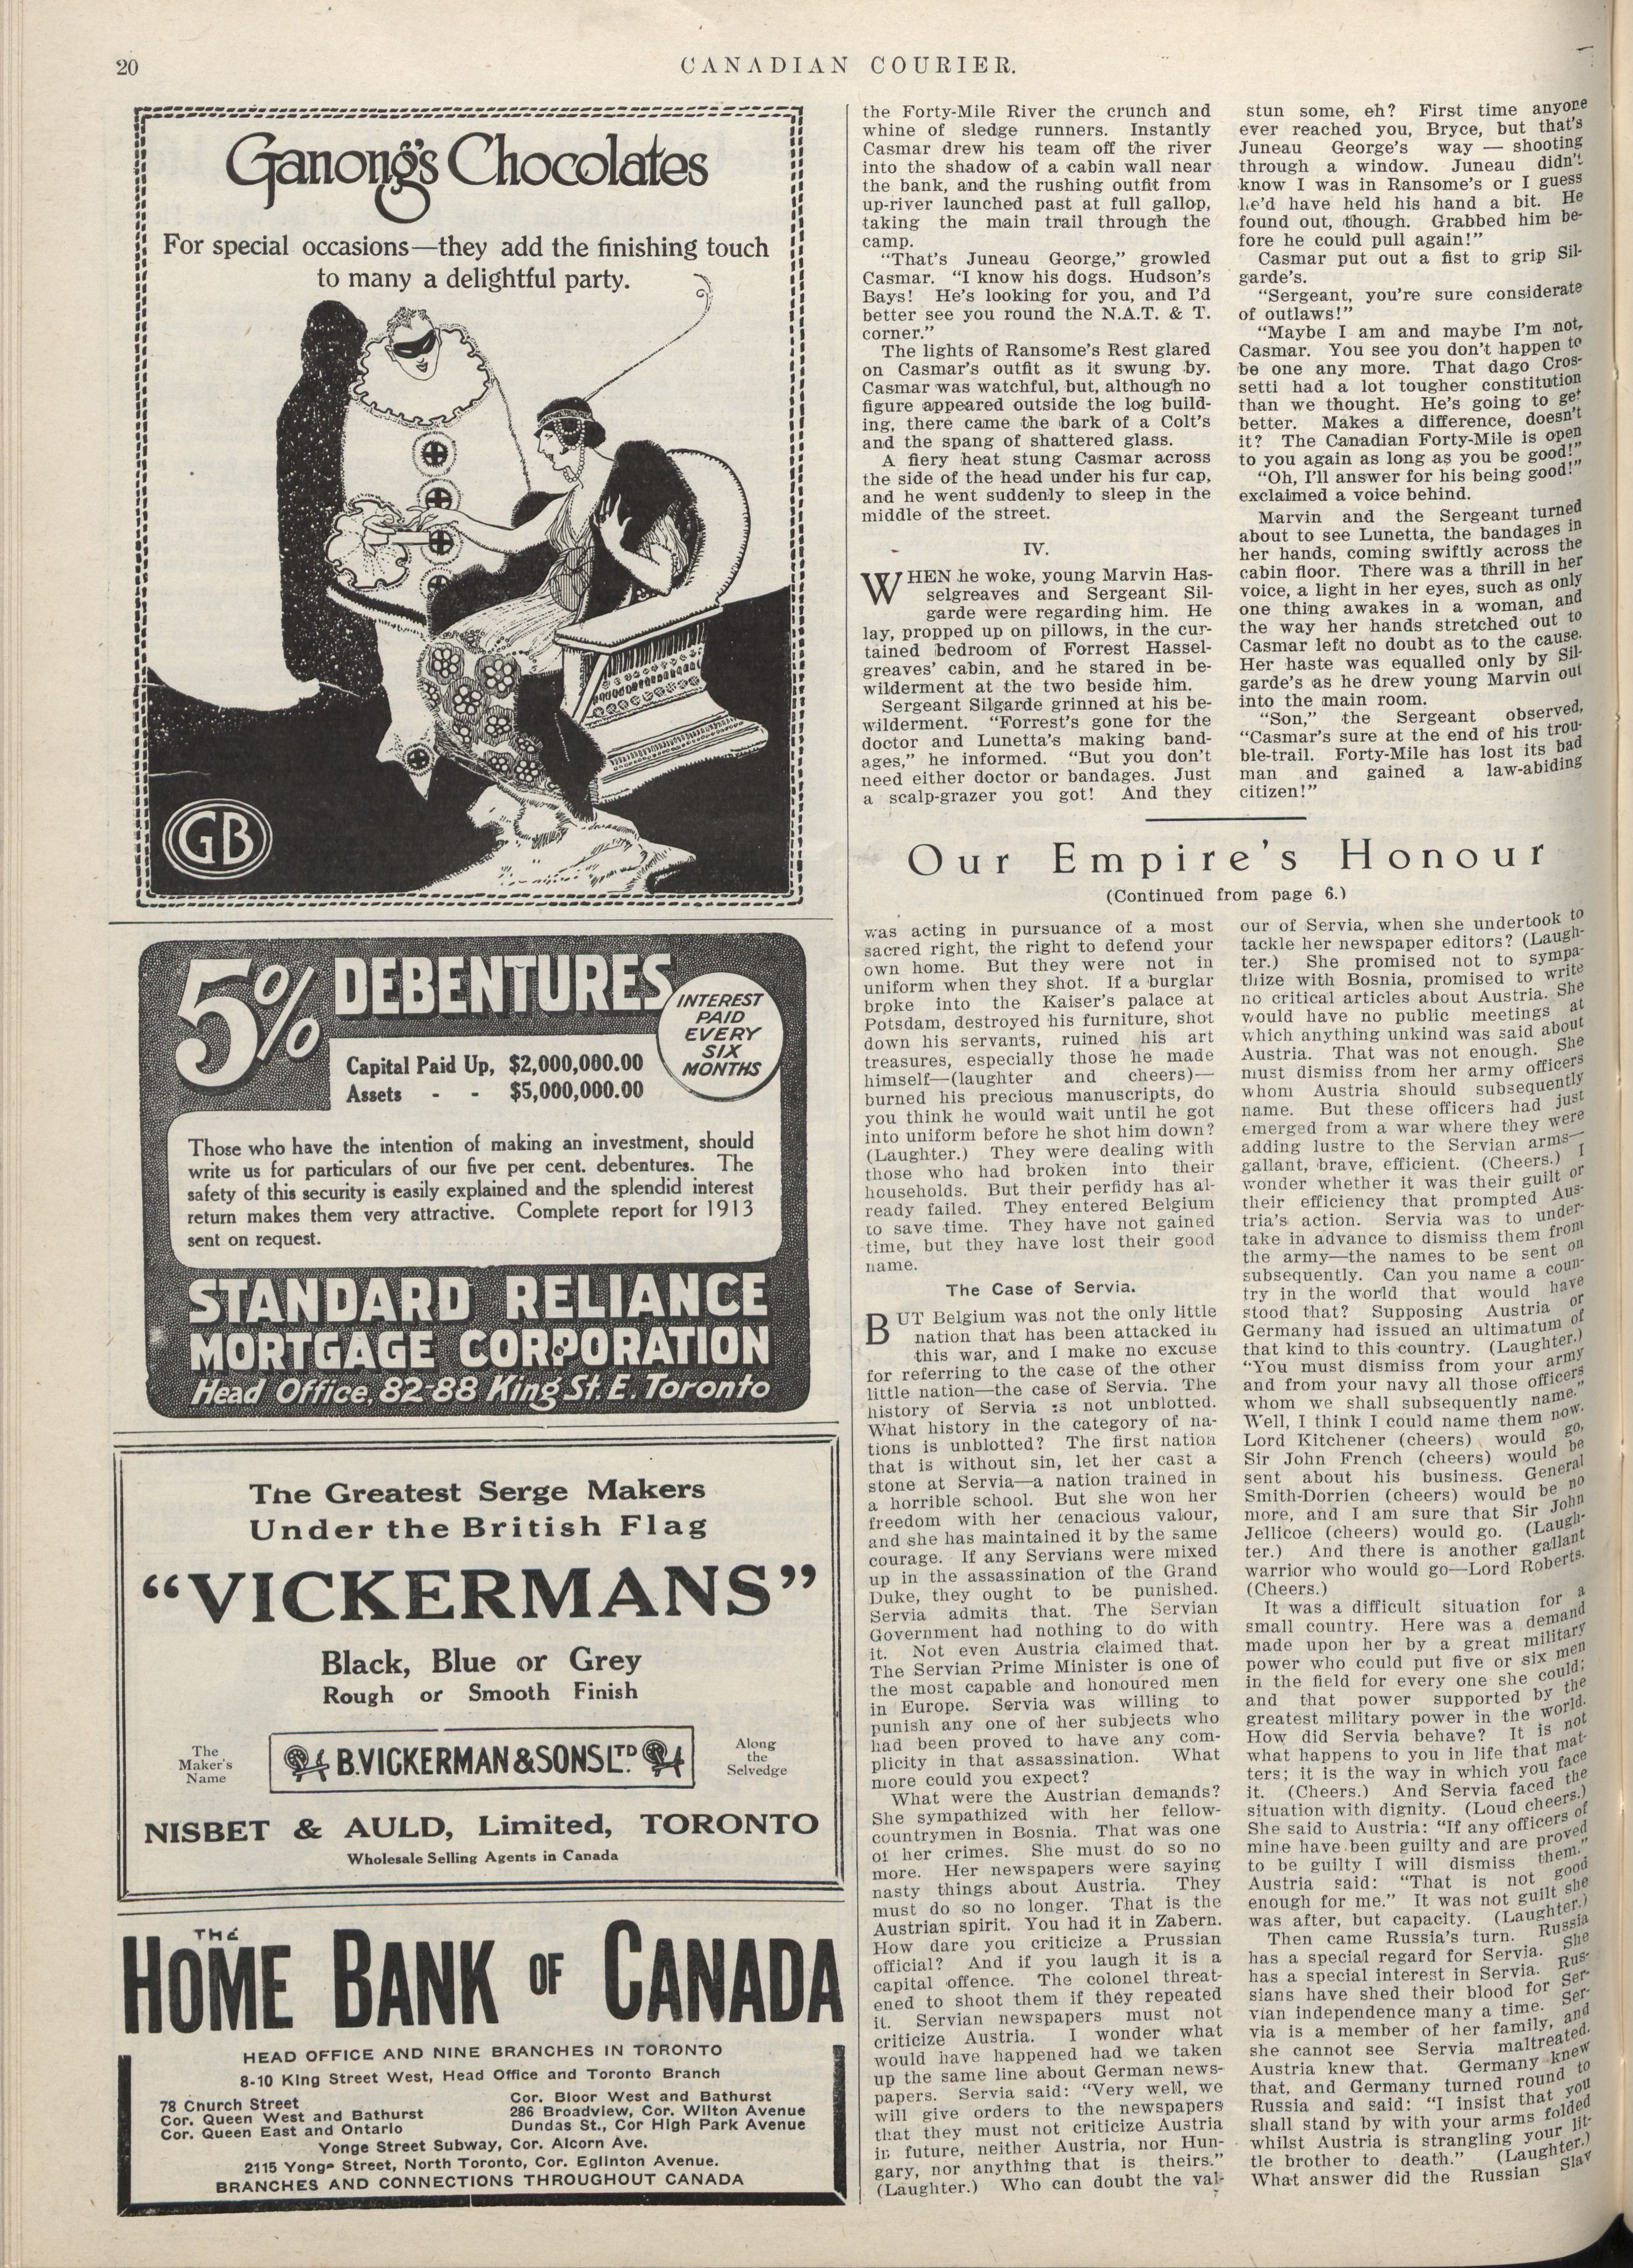 20
CANADIAN COURIER.
Ganong's Chocolates
For special occasions—they add the finishing touch
to many a delightful party.
GB
5%
DEBENTURES
INTEREST
PAID
EVERY
SIX
MONTHS
Capital Paid Up, $2,000,000.00
Assets - - $5,000,000.00
Those who have the intention of making an investment, should
write us for particulars of our five per cent. debentures. The
safety of this security is easily explained and the splendid interest
return makes them very attractive. Complete report for 1913
sent on request.
STANDARD RELIANCE
MORTGAGE CORPORATION
Head Office, 82-88 King St. E. Toronto
The Greatest Serge Makers
Under the British Flag
"VICKERMANS"
Black, Blue or Grey
Rough or Smooth Finish
The
Maker's
Name
B. VICKERMAN & SONS LTD.
Along
the
Selvedge
NISBET & AULD, Limited, TORONTO
Wholesale Selling Agents in Canada
THE
HOME BANK OF CANADA
HEAD OFFICE AND NINE BRANCHES IN TORONTO
8-10 King Street West, Head Office and Toronto Branch
78 Church Street
Cor. Queen West and Bathurst
Cor. Queen East and Ontario
Cor. Bloor West and Bathurst
286 Broadview, Cor. Wilton Avenue
Dundas St., Cor High Park Avenue
Yonge Street Subway, Cor. Alcorn Ave.
2115 Yonge Street, North Toronto, Cor. Eglinton Avenue.
BRANCHES AND CONNECTIONS THROUGHOUT CANADA
the Forty-Mile River the crunch and
whine of sledge runners. Instantly
Casmar drew his team off the river
into the shadow of a cabin wall near
the bank, and the rushing outfit from
up-river launched past at full gallop,
taking the main trail through the
camp.
"That's Juneau George," growled
Casmar. "I know his dogs. Hudson's
Bays! He's looking for you, and I'd
better see you round the N.A.T. & T.
corner."
The lights of Ransome's Rest glared
on Casmar's outfit as it swung by.
Casmar was watchful, but, although no
figure appeared outside the log build-
ing, there came the bark of a Colt's
and the spang of shattered glass.
A fiery heat stung Casmar across
the side of the head under his fur cap,
and he went suddenly to sleep in the
middle of the street.
IV.
WHEN he woke, young Marvin Has-
selgreaves and Sergeant Sil-
garde were regarding him. He
lay, propped up on pillows, in the cur-
tained bedroom of Forrest Hassel-
greaves' cabin, and he stared in be-
wilderment at the two beside him.
Sergeant Silgarde grinned at his be-
wilderment. "Forrest's gone for the
doctor and Lunetta's making band-
ages," he informed. "But you don't
need either doctor or bandages. Just
a scalp-grazer you got! And they
stun some, eh? First time anyone
ever reached you, Bryce, but that's
Juneau George's way — shooting
through a window. Juneau didn't
know I was in Ransome's or I guess
he'd have held his hand a bit. He
found out, though. Grabbed him be-
fore he could pull again!"
Casmar put out a fist to grip Sil-
garde's.
"Sergeant, you're sure considerate
of outlaws!"
"Maybe I am and maybe I'm not,
Casmar. You see you don't happen to
be one any more. That dago Cros-
setti had a lot tougher constitution
than we thought. He's going to get
better. Makes a difference, doesn't
it? The Canadian Forty-Mile is open
to you again as long as you be good!"
"Oh, I'll answer for his being good!"
exclaimed a voice behind.
Marvin and the Sergeant turned
about to see Lunetta, the bandages in
her hands, coming swiftly across the
cabin floor. There was a thrill in her
voice, a light in her eyes, such as only
one thing awakes in a woman, and
the way her hands stretched out to
Casmar left no doubt as to the cause.
Her haste was equalled only by Sil-
garde's as he drew young Marvin out
into the main room.
"Son," the Sergeant observed,
"Casmar's sure at the end of his trou-
ble-trail. Forty-Mile has lost its bad
man and gained a law-abiding
citizen!"
Our Empire's Honour
(Continued from page 6.)
was acting in pursuance of a most
sacred right, the right to defend your
own home. But they were not in
uniform when they shot. If a burglar
broke into the Kaiser's palace at
Potsdam, destroyed his furniture, shot
down his servants, ruined his art
treasures, especially those he made
himself—(laughter and cheers)—
burned his precious manuscripts, do
you think he would wait until he got
into uniform before he shot him down?
(Laughter.) They were dealing with
those who had broken into their
households. But their perfidy has al-
ready failed. They entered Belgium
to save time. They have not gained
time, but they have lost their good
name.
The Case of Servia.
BUT Belgium was not the only little
nation that has been attacked in
this war, and I make no excuse
for referring to the case of the other
little nation—the case of Servia. The
history of Servia is not unblotted.
What history in the category of na-
tions is unblotted? The first nation
that is without sin, let her cast a
stone at Servia—a nation trained in
a horrible school. But she won her
freedom with her tenacious valour,
and she has maintained it by the same
courage. If any Servians were mixed
up in the assassination of the Grand
Duke, they ought to be punished.
Servia admits that. The Servian
Government had nothing to do with
it. Not even Austria claimed that.
The Servian Prime Minister is one of
the most capable and honoured men
in Europe. Servia was willing to
punish any one of her subjects who
had been proved to have any com-
plicity in that assassination. What
more could you expect?
What were the Austrian demands?
She sympathized with her fellow-
countrymen in Bosnia. That was one
of her crimes. She must do so no
more. Her newspapers were saying
nasty things about Austria. They
must do so no longer. That is the
Austrian spirit. You had it in Zabern.
How dare you criticize a Prussian
official? And if you laugh it is a
capital offence. The colonel threat-
ened to shoot them if they repeated
it. Servian newspapers must not
criticize Austria. I wonder what
would have happened had we taken
up the same line about German news-
papers. Servia said: "Very well, we
will give orders to the newspapers
that they must not criticize Austria
in future, neither Austria, nor Hun-
gary, nor anything that is theirs."
(Laughter.) Who can doubt the val-
our of Servia, when she undertook to
tackle her newspaper editors? (Laugh-
ter.) She promised not to sympa-
thize with Bosnia, promised to write
no critical articles about Austria. She
would have no public meetings at
which anything unkind was said about
Austria. That was not enough. She
must dismiss from her army officers
whom Austria should subsequently
name. But these officers had just
emerged from a war where they were
adding lustre to the Servian arms—
gallant, brave, efficient. (Cheers.) I
wonder whether it was their guilt or
their efficiency that prompted Aus-
tria's action. Servia was to under-
take in advance to dismiss them from
the army—the names to be sent on
subsequently. Can you name a coun-
try in the world that would have
stood that? Supposing Austria or
Germany had issued an ultimatum of
that kind to this country. (Laughter.)
"You must dismiss from your army
and from your navy all those officers
whom we shall subsequently name."
Well, I think I could name them now.
Lord Kitchener (cheers) would go,
Sir John French (cheers) would be
sent about his business. General
Smith-Dorrien (cheers) would be no
more, and I am sure that Sir John
Jellicoe (cheers) would go. (Laugh-
ter.) And there is another gallant
warrior who would go—Lord Roberts.
(Cheers.)
It was a difficult situation for a
small country. Here was a demand
made upon her by a great military
power who could put five or six men
in the field for every one she could;
and that power supported by the
greatest military power in the world.
How did Servia behave? It is not
what happens to you in life that mat-
ters; it is the way in which you face
it. (Cheers.) And Servia faced the
situation with dignity. (Loud cheers.)
She said to Austria: "If any officers of
mine have been guilty and are proved
to be guilty I will dismiss them."
Austria said: "That is not good
enough for me." It was not guilt she
was after, but capacity. (Laughter.)
Then came Russia's turn. Russia
has a special regard for Servia. She
has a special interest in Servia. Rus-
sians have shed their blood for Ser-
vian independence many a time. Ser-
via is a member of her family, and
she cannot see Servia maltreated.
Austria knew that. Germany knew
that, and Germany turned round to
Russia and said: "I insist that you
shall stand by with your arms folded
whilst Austria is strangling your lit-
tle brother to death." (Laughter.)
What answer did the Russian Slav